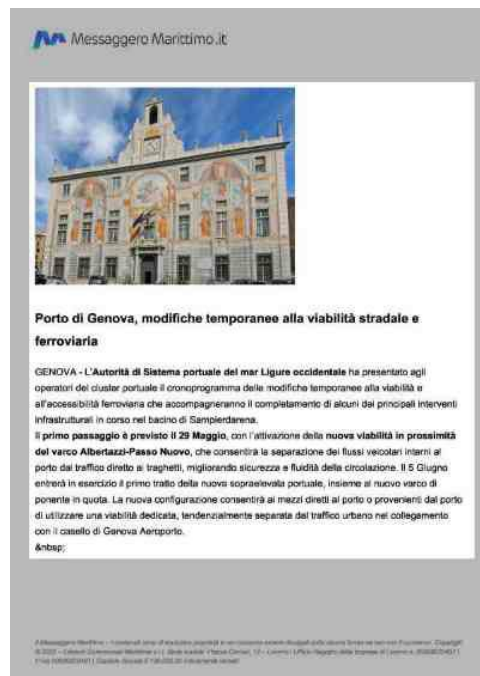 Messaggero Marittimo.it
Porto di Genova, modifiche temporanee alla viabilità stradale e
ferroviaria
GENOVA - L'Autorità di Sistema portuale del mar Ligure occidentale ha presentato agli
operatori del cluster portuale il cronoprogramma delle modifiche temporanee alla viabilità e
all'accessibilità ferroviaria che accompagneranno il completamento di alcuni dei principali interventi
infrastrutturali in corso nel bacino di Sampierdarena.
Il primo passaggio è previsto il 29 Maggio, con l'attivazione della nuova viabilità in prossimità
del varco Albertazzi-Passo Nuovo, che consentirà la separazione dei flussi veicolari interni al
porto dal traffico diretto ai traghetti, migliorando sicurezza e fluidità della circolazione. Il 5 Giugno
entrerà in esercizio il primo tratto della nuova sopraelevata portuale, insieme al nuovo varco di
ponente in quota. La nuova configurazione consentirà ai mezzi diretti al porto o provenienti dal porto
di utilizzare una viabilità dedicata, tendenzialmente separata dal traffico urbano nel collegamento
con il casello di Genova Aeroporto.
&nbsp;